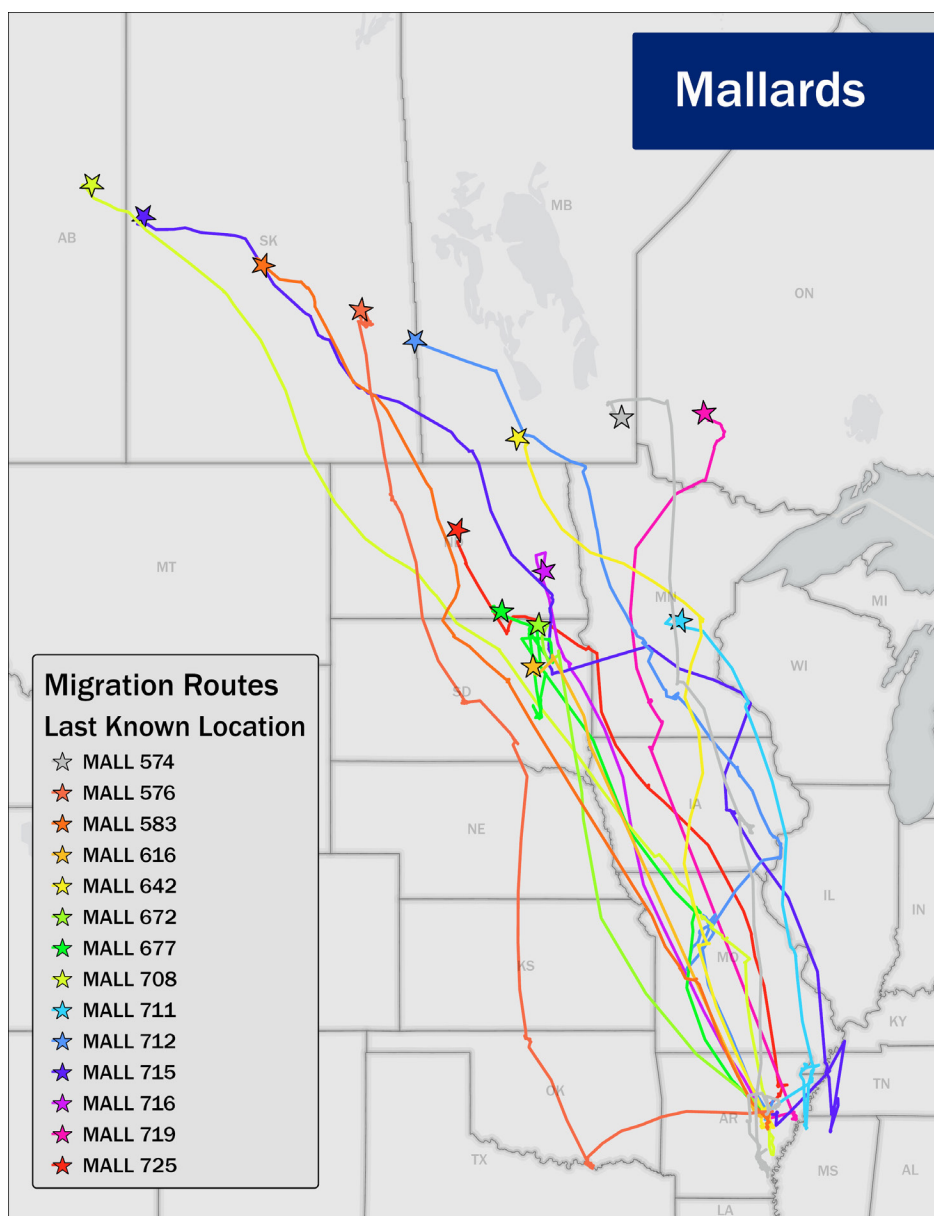 Mallards
MB
AB
SK
ON
ND
MT
MN
MI
WI
SD
IA
NE
IL
IN
KS
MO
KY
OK
AR
TN
TX
MS
AL
LA
Migration Routes
Last Known Location
MALL 574
MALL 576
MALL 583
MALL 616
MALL 642
MALL 672
MALL 677
MALL 708
MALL 711
MALL 712
MALL 715
MALL 716
MALL 719
MALL 725